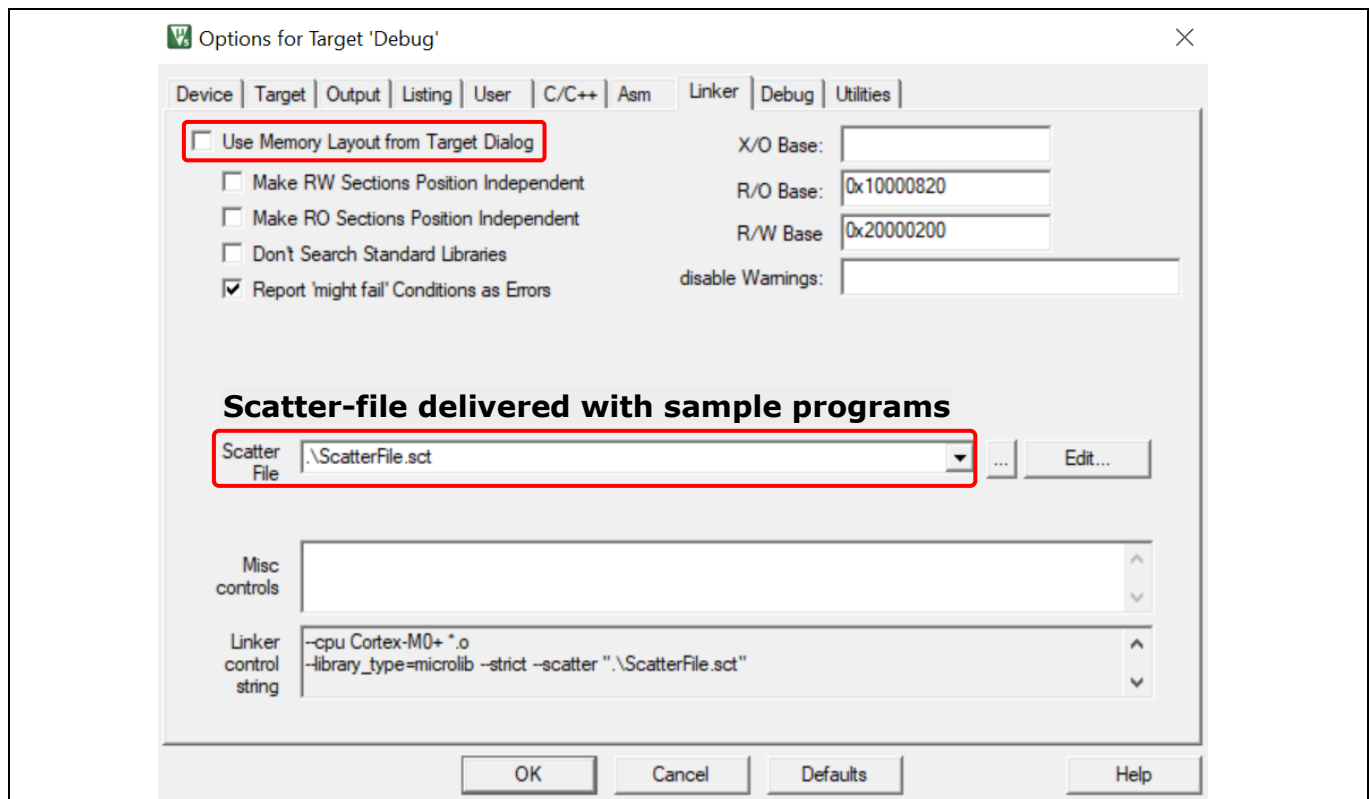 Options for Target 'Debug'
Device Target Output Listing User C/C++ Asm Linker Debug Utilities
Use Memory Layout from Target Dialog
X/O Base:
Make RW Sections Position Independent
R/O Base: 0x10000820
Make RO Sections Position Independent
R/W Base 0x20000200
Don't Search Standard Libraries
disable Warnings:
Report 'might fail' Conditions as Errors
Scatter-file delivered with sample programs
Scatter File
.\ScatterFile.sct
...
Edit...
Misc controls
Linker control string
--cpu Cortex-M0+ *.o
--library_type=microlib --strict --scatter ".\ScatterFile.sct"
OK Cancel Defaults Help